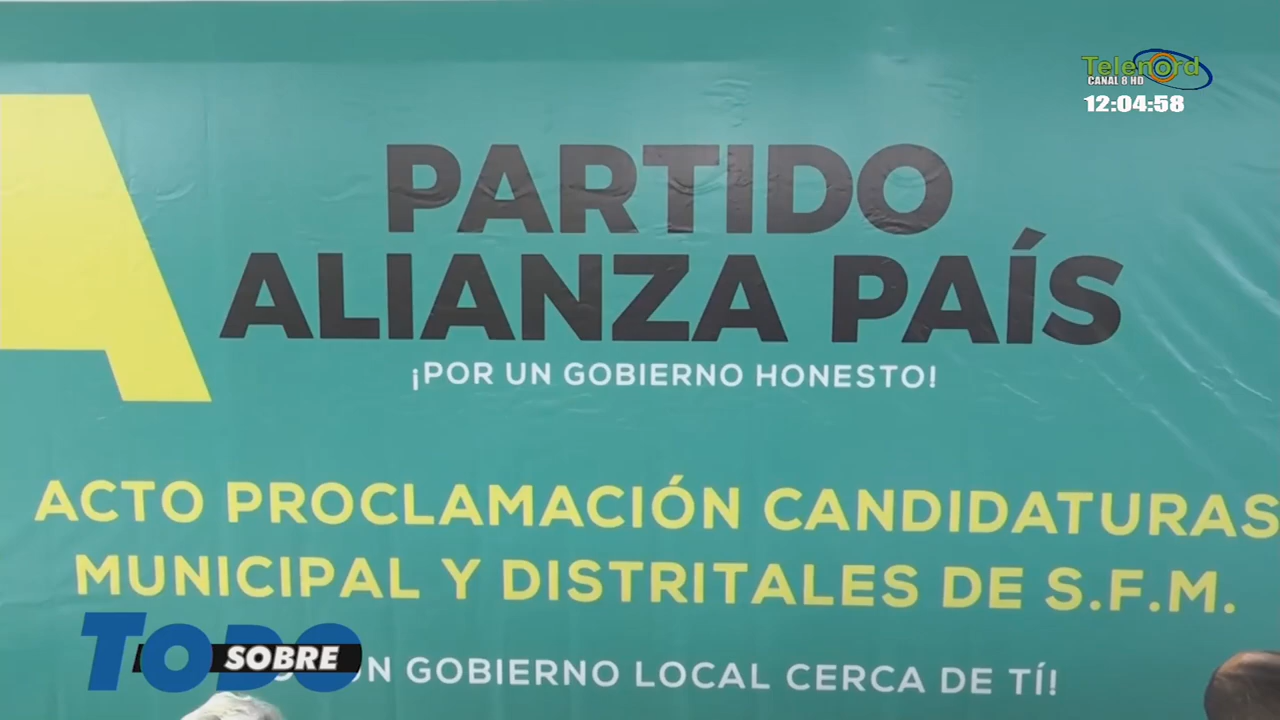 Telenord
CANAL 8 HD
12:04:58
A
PARTIDO
ALIANZA PAÍS
¡POR UN GOBIERNO HONESTO!
ACTO PROCLAMACIÓN CANDIDATURAS
MUNICIPAL Y DISTRITALES DE S.F.M.
UN GOBIERNO LOCAL CERCA DE TÍ!
TODO SOBRE